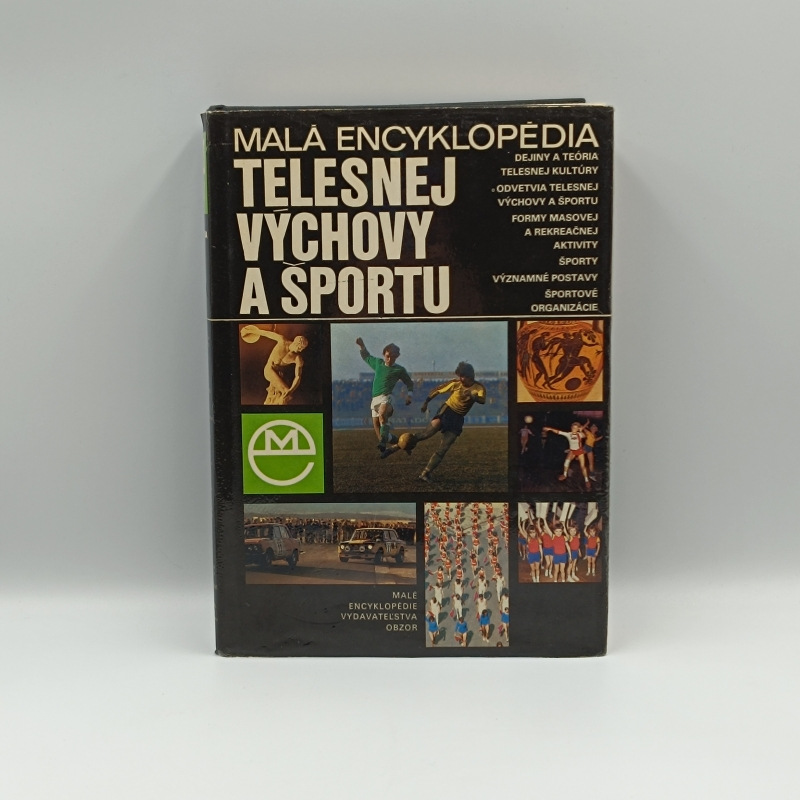 MALÁ ENCYKLOPÉDIA
TELESNEJ
VÝCHOVY
A ŠPORTU
DEJINY A TEÓRIA
TELESNEJ KULTÚRY
ODVETVIA TELESNEJ
VÝCHOVY A ŠPORTU
FORMY MASOVEJ
A REKREAČNEJ
AKTIVITY
ŠPORTY
VÝZNAMNÉ POSTAVY
ŠPORTOVÉ
ORGANIZÁCIE
MALÉ
ENCYKLOPÉDIE
VYDAVATEĽSTVA
OBZOR